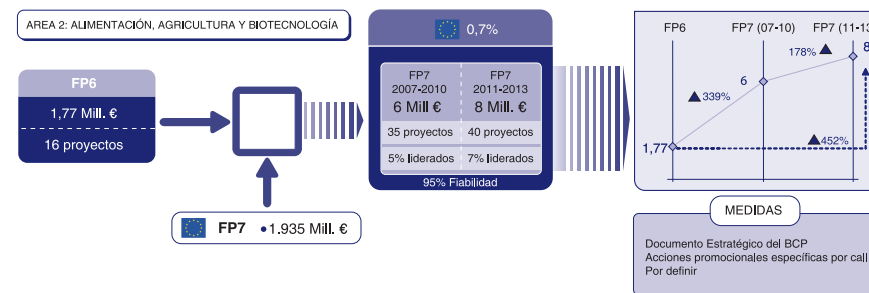 AREA 2: ALIMENTACIÓN, AGRICULTURA Y BIOTECNOLOGÍA
FP6
1,77 Mill. €
16 proyectos
FP7 •1.935 Mill. €
0,7%
FP7 FP7
2007-2010 2011-2013
6 Mill € 8 Mill. €
35 proyectos 40 proyectos
5% liderados 7% liderados
95% Fiabilidad
FP6 FP7 (07-10) FP7 (11-13
178% 8
6
339%
452%
1,77
MEDIDAS
Documento Estratégico del BCP
Acciones promocionales específicas por call
Por definir